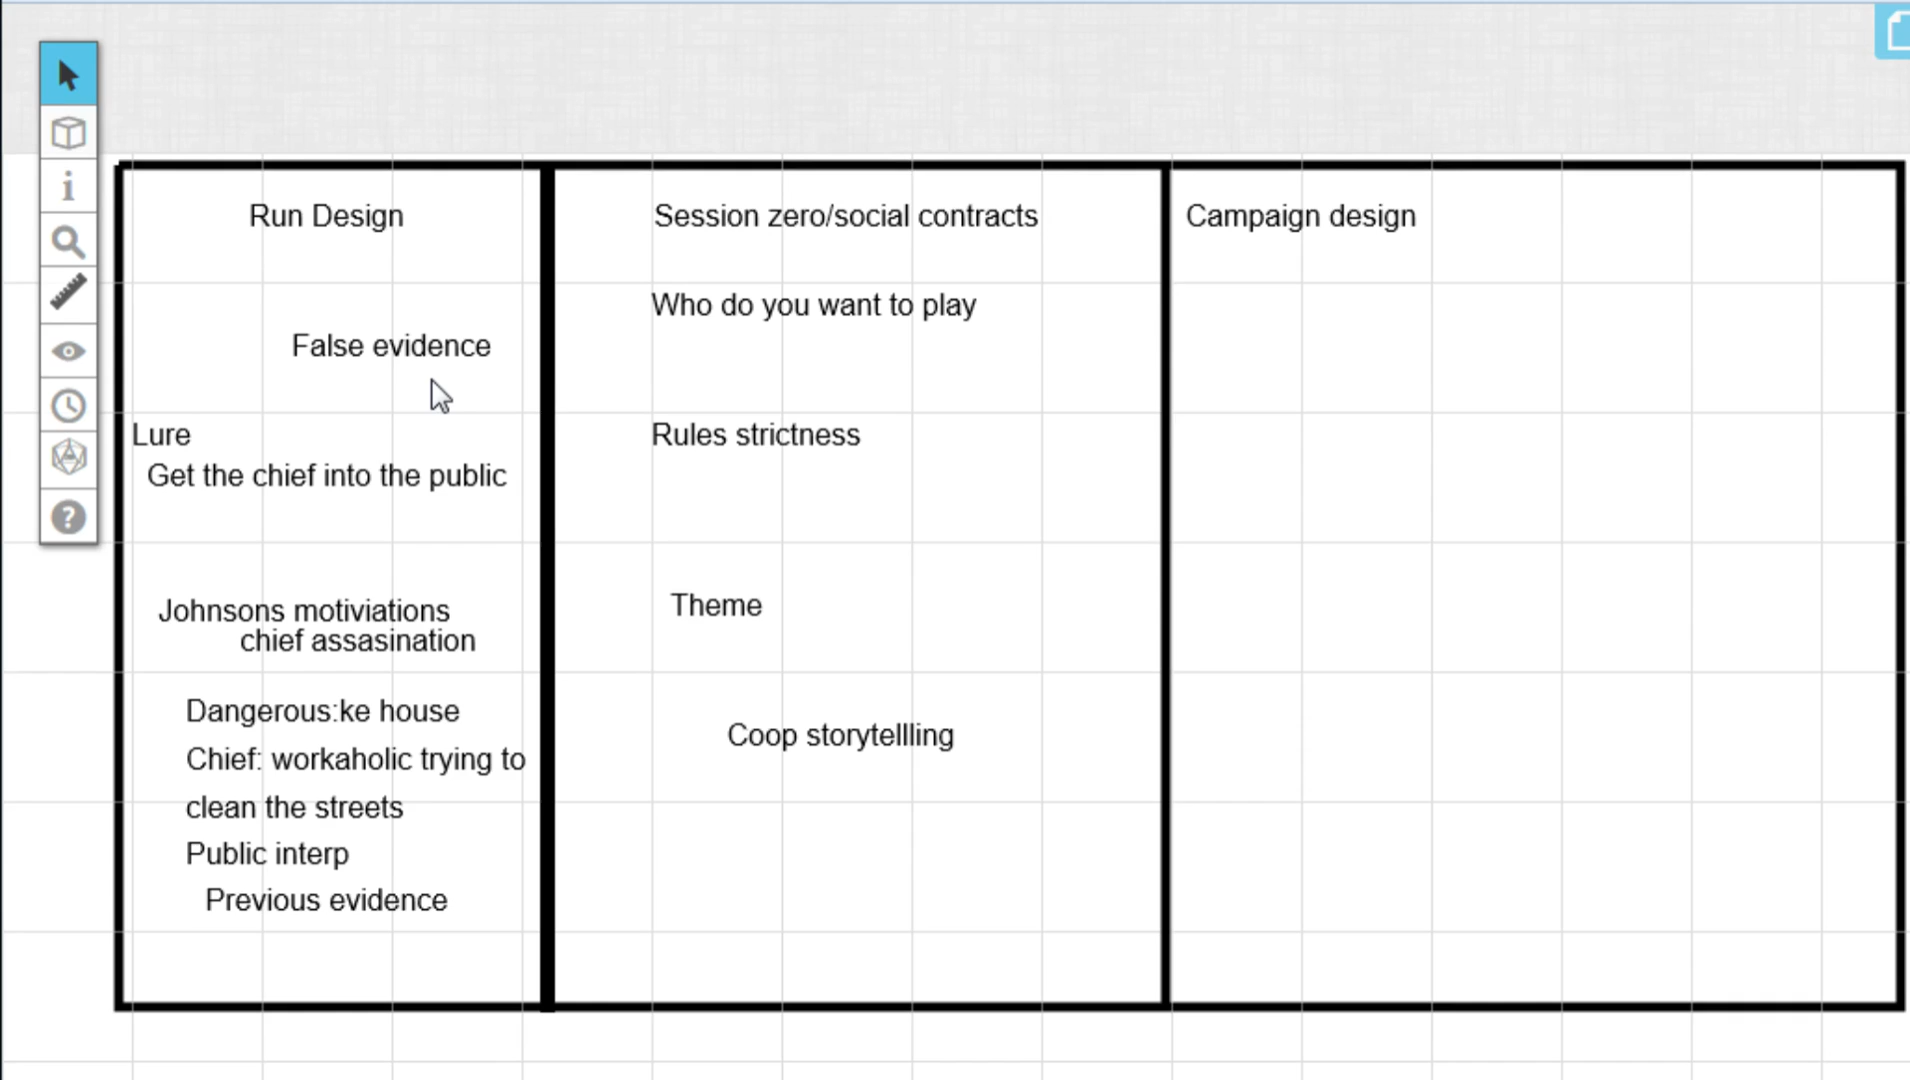 Run Design
False evidence
Lure
Get the chief into the public
Johnsons motiviations
chief assasination
Dangerous:ke house
Chief: workaholic trying to
clean the streets
Public interp
Previous evidence
Session zero/social contracts
Who do you want to play
Rules strictness
Theme
Coop storytellling
Campaign design